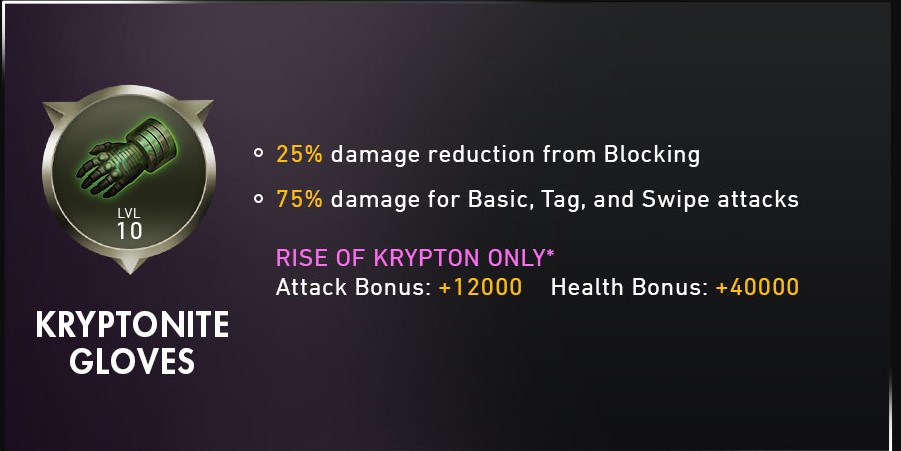 25% damage reduction from Blocking
75% damage for Basic, Tag, and Swipe attacks
LVL
10
RISE OF KRYPTON ONLY*
Attack Bonus: +12000 Health Bonus: +40000
KRYPTONITE
GLOVES